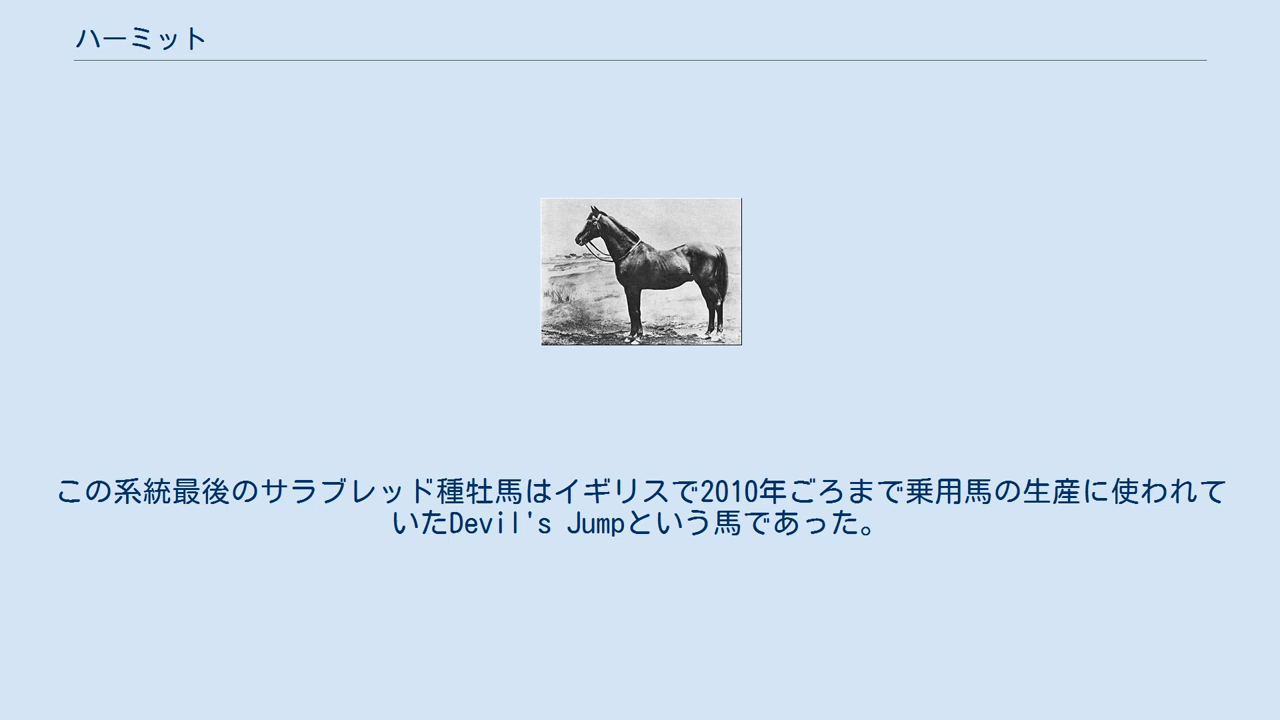 ハーミット
この系統最後のサラブレッド種牡馬はイギリスで2010年ごろまで乗用馬の生産に使われて
いたDevil's Jumpという馬であった。